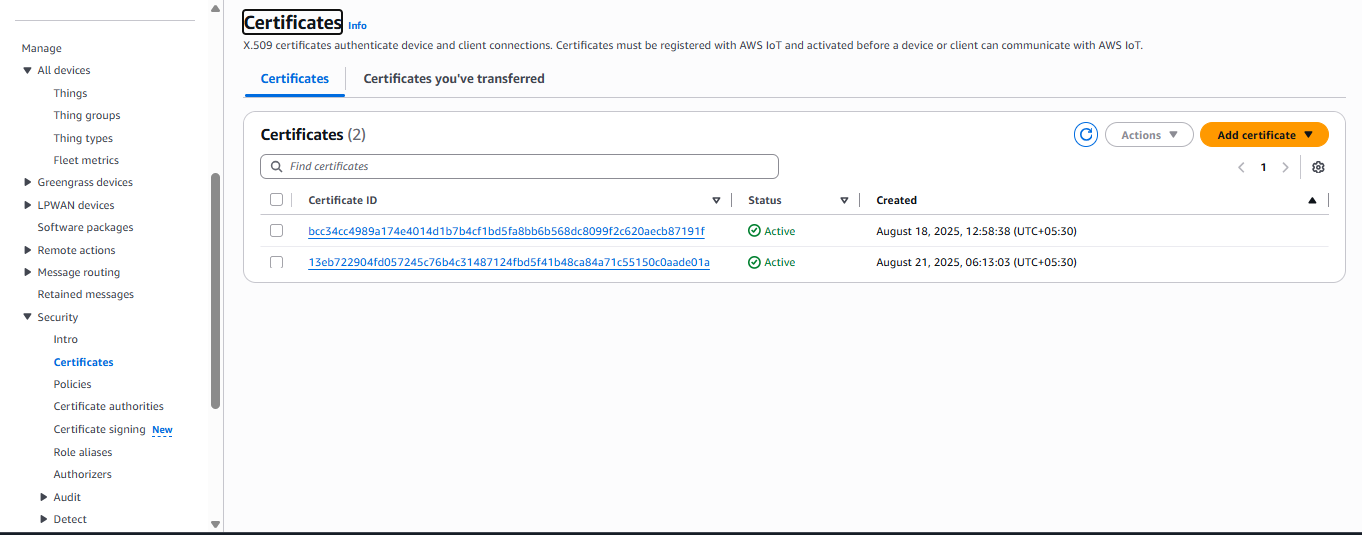 Manage
All devices
Things
Thing groups
Thing types
Fleet metrics
Greengrass devices
LPWAN devices
Software packages
Remote actions
Message routing
Retained messages
Security
Intro
Certificates
Policies
Certificate authorities
Certificate signing New
Role aliases
Authorizers
Audit
Detect
Certificates Info
X.509 certificates authenticate device and client connections. Certificates must be registered with AWS IoT and activated before a device or client can communicate with AWS IoT.
Certificates Certificates you've transferred
Certificates (2) Actions Add certificate
Find certificates 1
Certificate ID Status Created
bcc34cc4989a174e4014d1b7b4cf1bd5fa8bb6b568dc8099f2c620aecb87191f Active August 18, 2025, 12:58:38 (UTC+05:30)
13eb722904fd057245c76b4c31487124fbd5f41b48ca84a71c55150c0aade01a Active August 21, 2025, 06:13:03 (UTC+05:30)